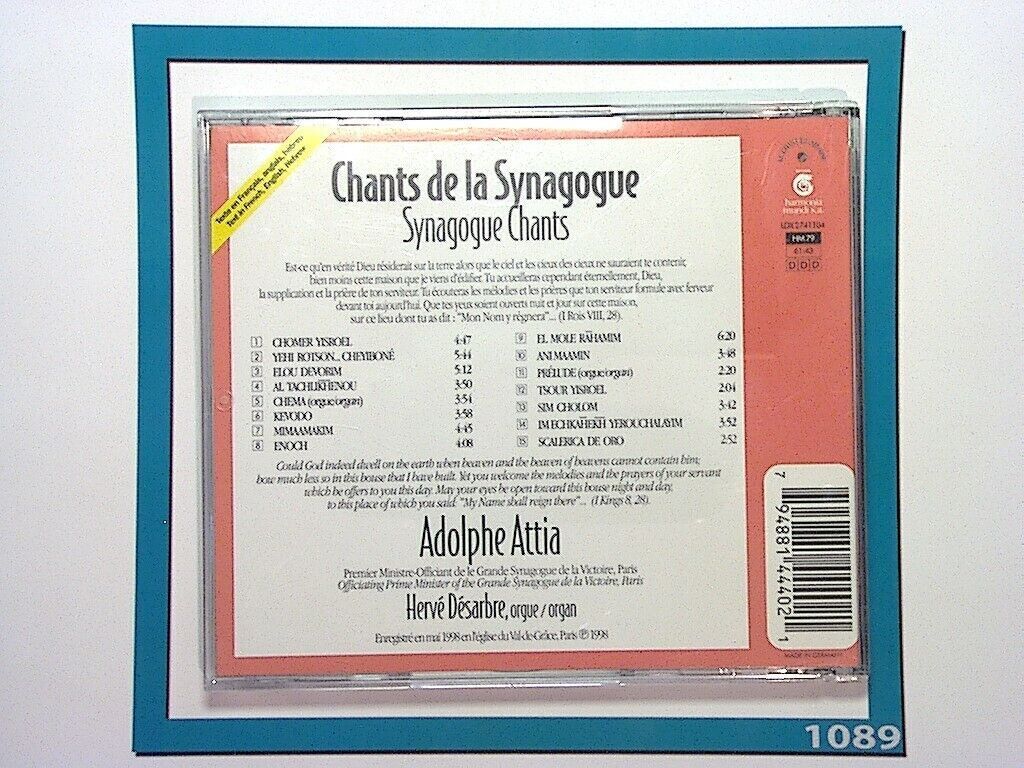 Texte en Français, anglais, hébreu
Text in French, English, Hebrew
Chants de la Synagogue
Synagogue Chants
Est-ce qu'en vérité Dieu résiderait sur la terre alors que le ciel et les cieux des cieux ne sauraient te contenir,
bien moins cette maison que je viens d'édifier. Tu accueilleras cependant éternellement, Dieu,
la supplication et la prière de ton serviteur. Tu écouteras les mélodies et les prières que ton serviteur formule avec ferveur
devant toi aujourd'hui. Que tes yeux soient ouverts nuit et jour sur cette maison,
sur ce lieu dont tu as dit : "Mon Nom y règnera"... (I Rois VIII, 28).
1 CHOMER YISROEL 4:47
2 YEHI ROTSON... CHEYIBONÉ 5:44
3 ELOU DEVORIM 5:12
4 AL TACHLIKHENOU 3:50
5 CHEMA (orgue/organ) 3:54
6 KEVODO 3:58
7 MIMAAMAKIM 4:45
8 ENOCH 4:08
9 EL MOLE RAHAMIM 6:20
10 ANI MAAMIN 3:48
11 PRÉLUDE (orgue/organ) 2:20
12 TSOUR YISROEL 2:04
13 SIM CHOLOM 3:42
14 IM ECHKAHEKH YEROUCHALAYIM 3:52
15 SCALERICA DE ORO 2:52
Could God indeed dwell on the earth when heaven and the heaven of heavens cannot contain him;
how much less so in this house that I have built. Yet you welcome the melodies and the prayers of your servant
which he offers to you this day. May your eyes be open toward this house night and day,
to this place of which you said: "My Name shall reign there"... (I Kings 8, 28).
Adolphe Attia
Premier Ministre-Officiant de le Grande Synagogue de la Victoire, Paris
Officiating Prime Minister of the Grande Synagogue de la Victoire, Paris
Hervé Désarbre, orgue / organ
Enregistré en mai 1998 en l'église du Val-de-Grâce, Paris ℗ 1998
harmonia
mundi s.a.
LDX 2741104
HM 79
61:43
DDD
7 94881 44402 1
MADE IN GERMANY
1089